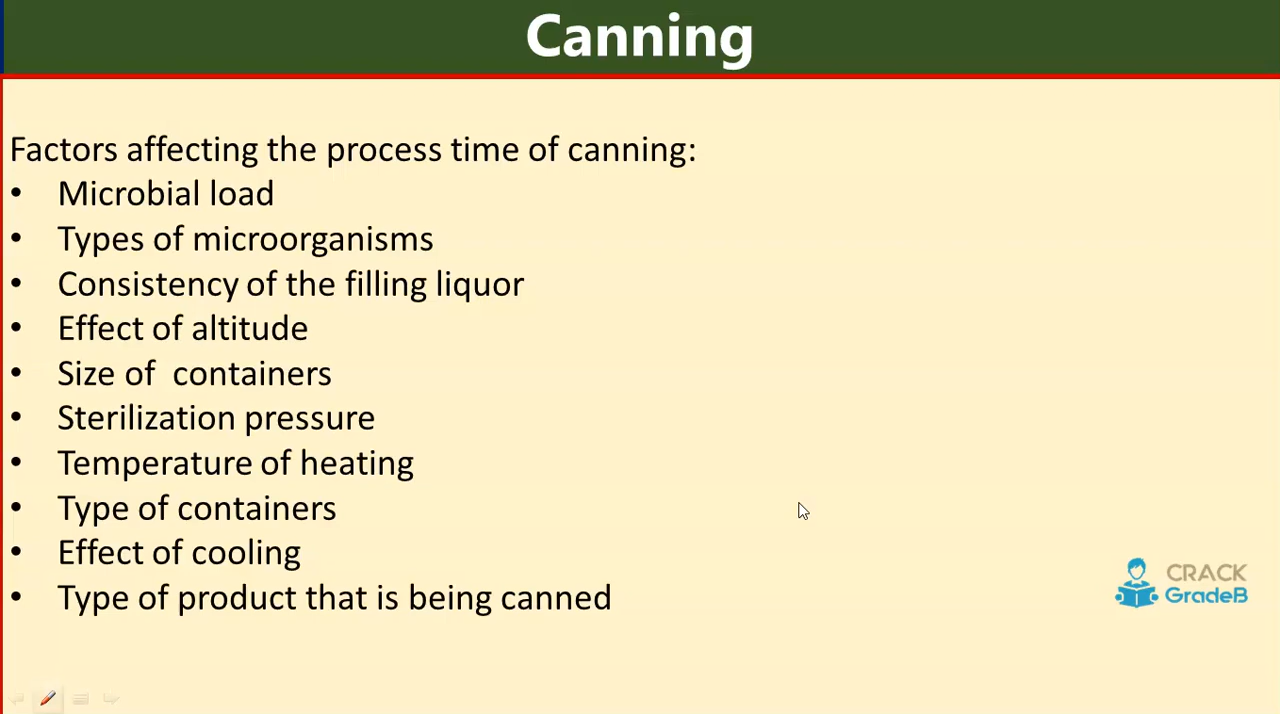 Canning
Factors affecting the process time of canning:
• Microbial load
• Types of microorganisms
• Consistency of the filling liquor
• Effect of altitude
• Size of  containers
• Sterilization pressure
• Temperature of heating
• Type of containers
• Effect of cooling
• Type of product that is being canned
CRACK
GradeB